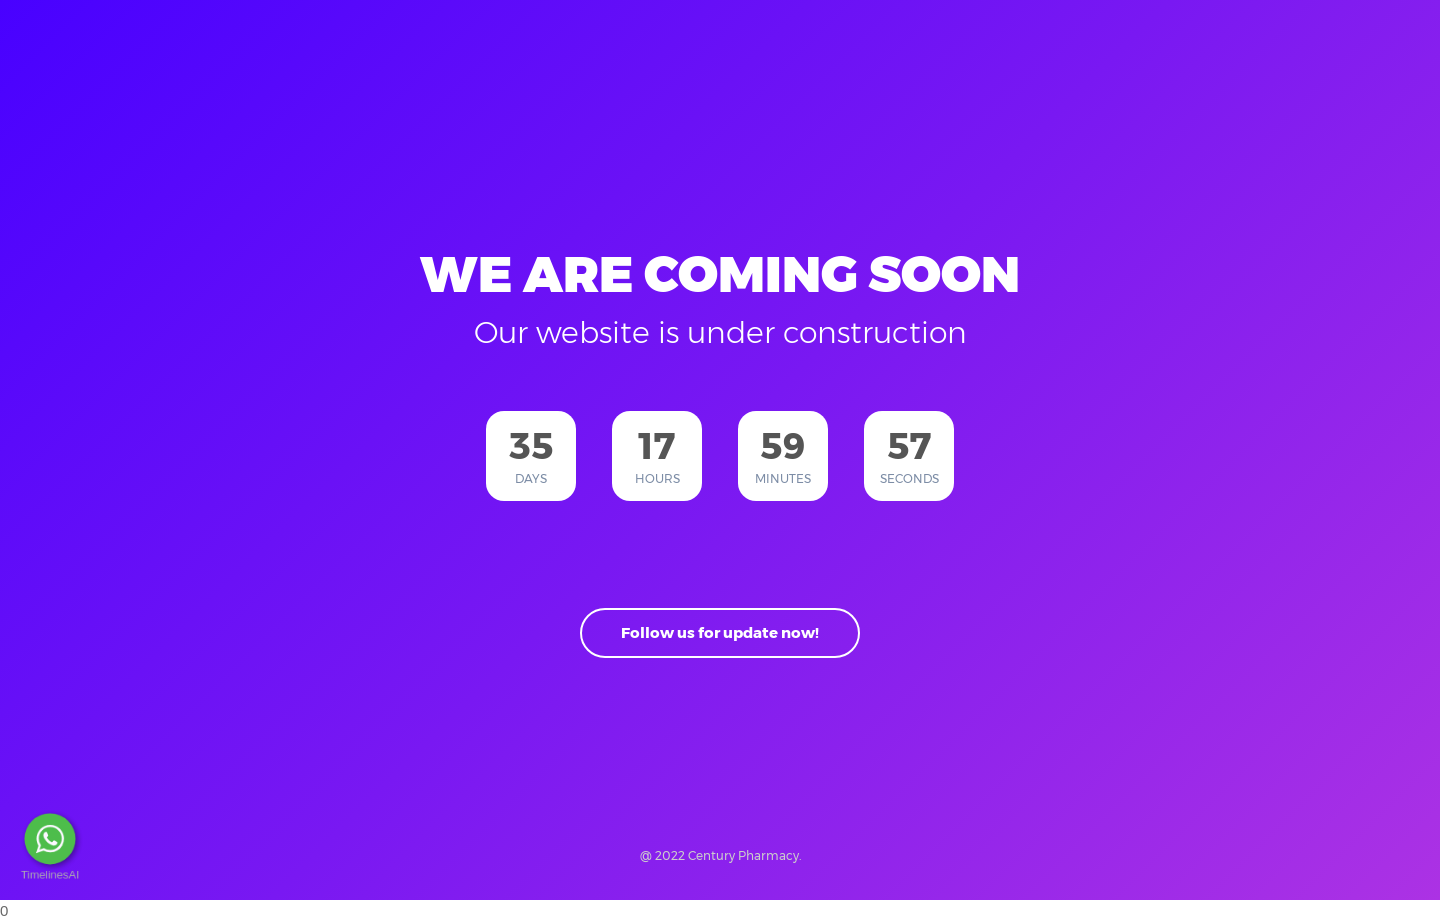 WE ARE COMING SOON
Our website is under construction
35 17 59 57
DAYS HOURS MINUTES SECONDS
Follow us for update now!
TimelinesAI
@ 2022 Century Pharmacy.
0